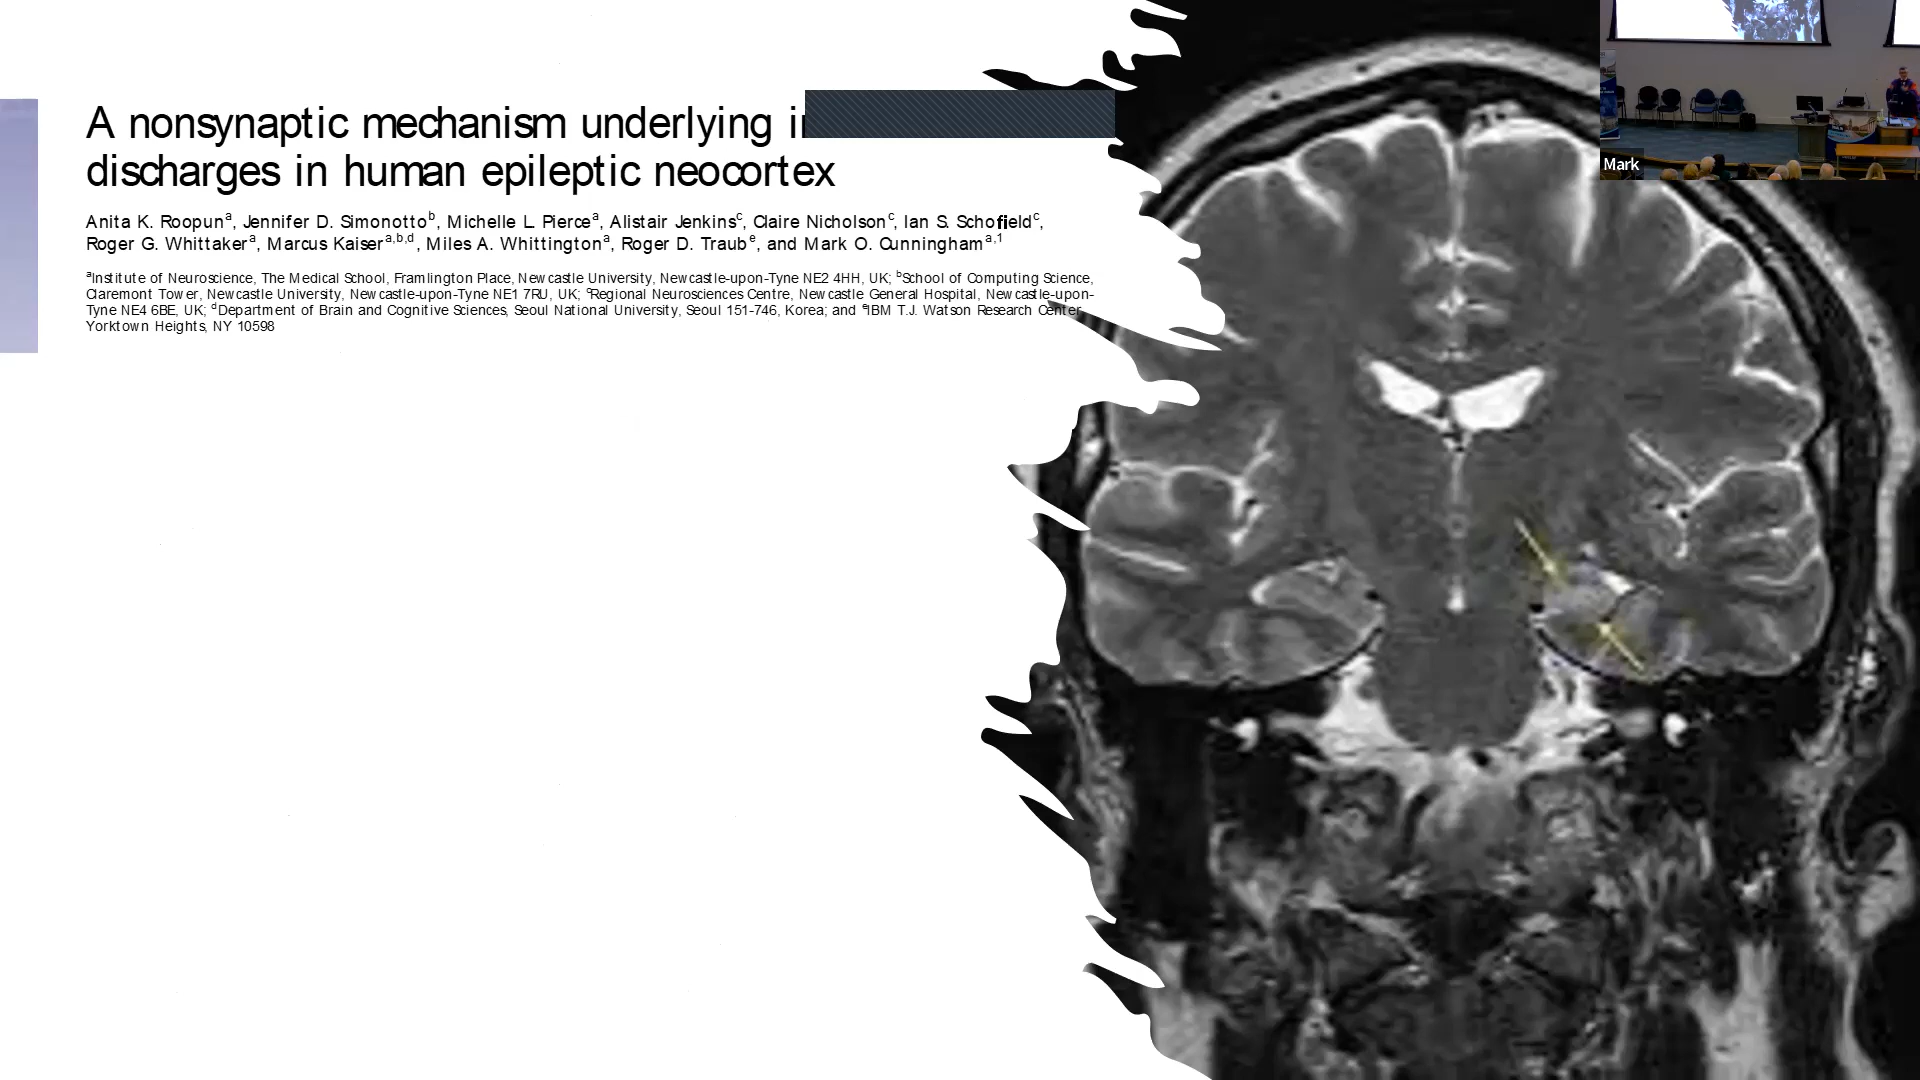 A nonsynaptic mechanism underlying
discharges in human epileptic neocortex
Anita K. Roopunᵃ, Jennifer D. Simonottoᵇ, Michelle L. Pierceᵃ, Alistair Jenkinsᶜ, Claire Nicholsonᶜ, Ian S. Schofieldᶜ,
Roger G. Whittakerᵃ, Marcus Kaiserᵃ,ᵇ,ᵈ, Miles A. Whittingtonᵃ, Roger D. Traubᵉ, and Mark O. Cunninghamᵃ,¹
ᵃInstitute of Neuroscience, The Medical School, Framlington Place, Newcastle University, Newcastle-upon-Tyne NE2 4HH, UK; ᵇSchool of Computing Science,
Claremont Tower, Newcastle University, Newcastle-upon-Tyne NE1 7RU, UK; ᶜRegional Neurosciences Centre, Newcastle General Hospital, Newcastle-upon-
Tyne NE4 6BE, UK; ᵈDepartment of Brain and Cognitive Sciences, Seoul National University, Seoul 151-746, Korea; and ᵉIBM T.J. Watson Research Center,
Yorktown Heights, NY 10598
Mark